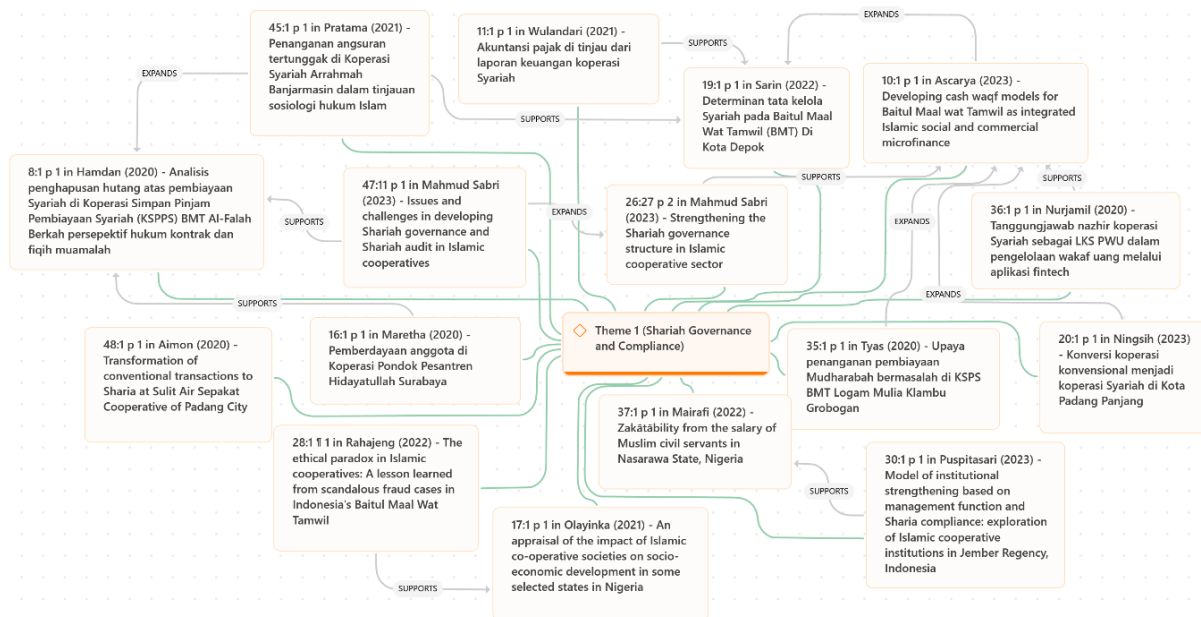 45:1 p 1 in Pratama (2021) -
Penanganan angsuran
tertunggak di Koperasi
Syariah Arrahmah
Banjarmasin dalam tinjauan
sosiologi hukum Islam
11:1 p 1 in Wulandari (2021) -
Akuntansi pajak di tinjau dari
laporan keuangan koperasi
Syariah
EXPANDS
SUPPORTS
EXPANDS
19:1 p 1 in Sarin (2022) -
Determinan tata kelola
Syariah pada Baitul Maal
Wat Tamwil (BMT) Di
Kota Depok
10:1 p 1 in Ascarya (2023) -
Developing cash waqf models for
Baitul Maal wat Tamwil as integrated
Islamic social and commercial
microfinance
SUPPORTS
8:1 p 1 in Hamdan (2020) - Analisis
penghapusan hutang atas pembiayaan
Syariah di Koperasi Simpan Pinjam
Pembiayaan Syariah (KSPPS) BMT Al-Falah
Berkah persepektif hukum kontrak dan
fiqih muamalah
SUPPORTS
47:11 p 1 in Mahmud Sabri
(2023) - Issues and
challenges in developing
Shariah governance and
Shariah audit in Islamic
cooperatives
EXPANDS
26:27 p 2 in Mahmud Sabri
(2023) - Strengthening the
Shariah governance
structure in Islamic
cooperative sector
SUPPORTS
SUPPORTS
EXPANDS
36:1 p 1 in Nurjamil (2020) -
Tanggungjawab nazhir koperasi
Syariah sebagai LKS PWU dalam
pengelolaan wakaf uang melalui
aplikasi fintech
EXPANDS
SUPPORTS
48:1 p 1 in Aimon (2020) -
Transformation of
conventional transactions to
Sharia at Sulit Air Sepakat
Cooperative of Padang City
16:1 p 1 in Maretha (2020) -
Pemberdayaan anggota di
Koperasi Pondok Pesantren
Hidayatullah Surabaya
Theme 1 (Shariah Governance
and Compliance)
35:1 p 1 in Tyas (2020) - Upaya
penanganan pembiayaan
Mudharabah bermasalah di KSPS
BMT Logam Mulia Klambu
Grobogan
20:1 p 1 in Ningsih (2023)
- Konversi koperasi
konvensional menjadi
koperasi Syariah di Kota
Padang Panjang
28:1 ¶ 1 in Rahajeng (2022) - The
ethical paradox in Islamic
cooperatives: A lesson learned
from scandalous fraud cases in
Indonesia's Baitul Maal Wat
Tamwil
37:1 p 1 in Mairafi (2022) -
Zakātābility from the salary of
Muslim civil servants in
Nasarawa State, Nigeria
SUPPORTS
30:1 p 1 in Puspitasari (2023) -
Model of institutional
strengthening based on
management function and
Sharia compliance: exploration
of Islamic cooperative
institutions in Jember Regency,
Indonesia
17:1 p 1 in Olayinka (2021) - An
appraisal of the impact of Islamic
co-operative societies on socio-
economic development in some
selected states in Nigeria
SUPPORTS